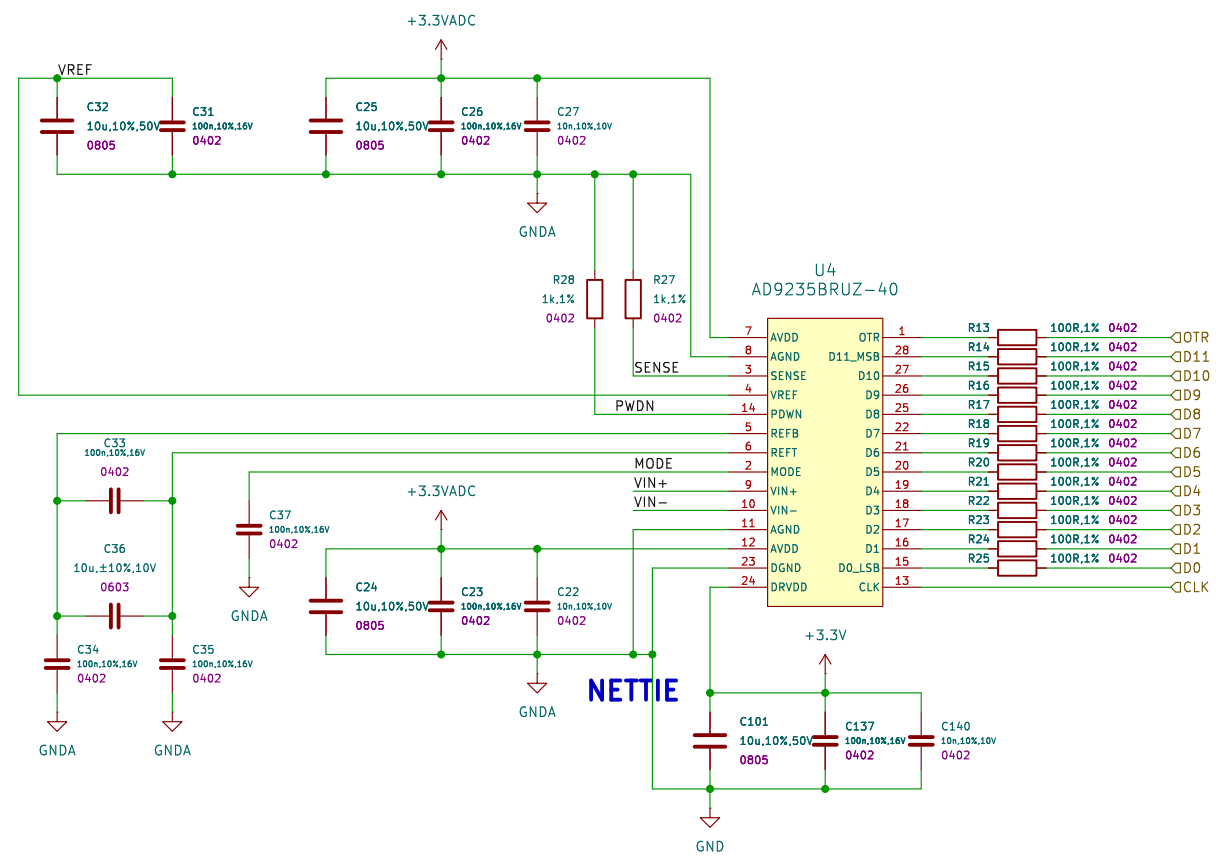 +3.3VADC
VREF
C32
10u,10%,50V
0805
C31
100n,10%,16V
0402
C25
10u,10%,50V
0805
C26
100n,10%,16V
0402
C27
10n,10%,10V
0402
GNDA
R28
1k,1%
0402
R27
1k,1%
0402
U4
AD9235BRUZ-40
7 AVDD OTR 1 R13 100R,1% 0402 OTR
8 AGND D11_MSB 28 R14 100R,1% 0402 D11
SENSE 3 SENSE D10 27 R15 100R,1% 0402 D10
4 VREF D9 26 R16 100R,1% 0402 D9
PWDN 14 PDWN D8 25 R17 100R,1% 0402 D8
5 REFB D7 22 R18 100R,1% 0402 D7
6 REFT D6 21 R19 100R,1% 0402 D6
MODE 2 MODE D5 20 R20 100R,1% 0402 D5
VIN+ 9 VIN+ D4 19 R21 100R,1% 0402 D4
VIN- 10 VIN- D3 18 R22 100R,1% 0402 D3
11 AGND D2 17 R23 100R,1% 0402 D2
12 AVDD D1 16 R24 100R,1% 0402 D1
23 DGND D0_LSB 15 R25 100R,1% 0402 D0
24 DRVDD CLK 13 CLK
C33
100n,10%,16V
0402
C36
10u,±10%,10V
0603
C34
100n,10%,16V
0402
C35
100n,10%,16V
0402
GNDA
GNDA
C37
100n,10%,16V
0402
GNDA
+3.3VADC
C24
10u,10%,50V
0805
C23
100n,10%,16V
0402
C22
10n,10%,10V
0402
GNDA
NETTIE
+3.3V
C101
10u,10%,50V
0805
C137
100n,10%,16V
0402
C140
10n,10%,10V
0402
GND